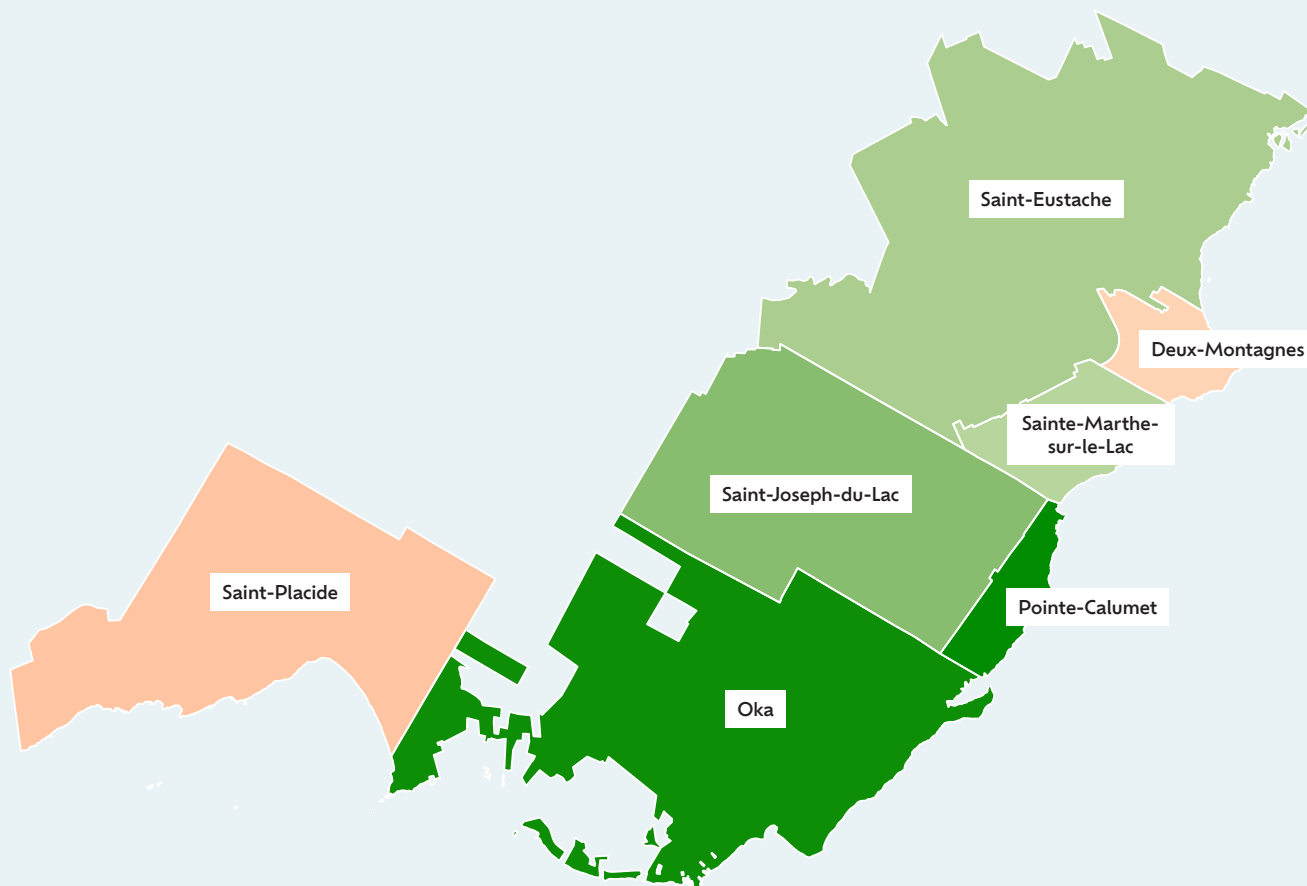 Saint-Eustache
Deux-Montagnes
Sainte-Marthe-
sur-le-Lac
Saint-Joseph-du-Lac
Saint-Placide
Pointe-Calumet
Oka